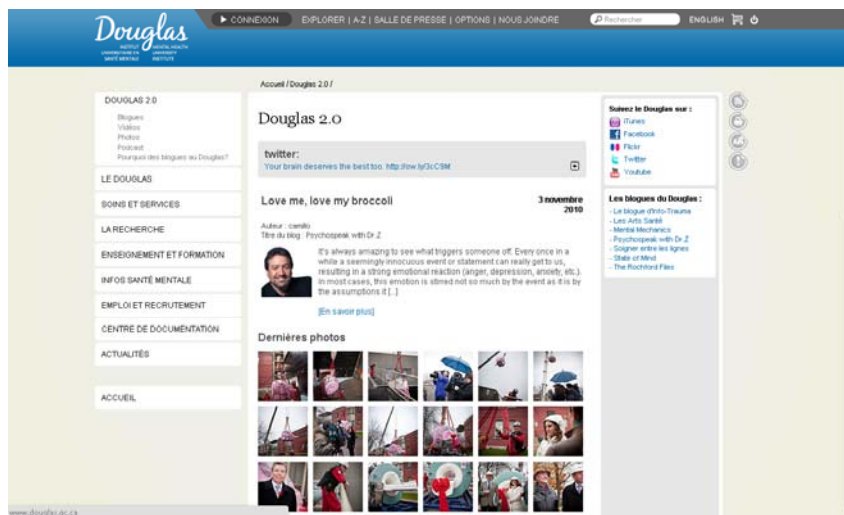 Douglas
INSTITUT
UNIVERSITAIRE EN
SANTÉ MENTALE
MENTAL HEALTH
UNIVERSITY
INSTITUTE
CONNEXION
EXPLORER | A-Z | SALLE DE PRESSE | OPTIONS | NOUS JOINDRE
Rechercher
ENGLISH
Accueil / Douglas 2.0 /
DOUGLAS 2.0
Blogues
Vidéos
Photos
Podcast
Pourquoi des blogues au Douglas?
LE DOUGLAS
SOINS ET SERVICES
LA RECHERCHE
ENSEIGNEMENT ET FORMATION
INFOS SANTÉ MENTALE
EMPLOI ET RECRUTEMENT
CENTRE DE DOCUMENTATION
ACTUALITÉS
ACCUEIL
Douglas 2.0
twitter:
Your brain deserves the best too. http://ow.ly/3cC9M
Love me, love my broccoli
3 novembre
2010
Auteur : camillo
Titre du blog : Psychospeak with Dr.Z
It's always amazing to see what triggers someone off. Every once in a
while a seemingly innocuous event or statement can really get to us,
resulting in a strong emotional reaction (anger, depression, anxiety, etc.).
In most cases, this emotion is stirred not so much by the event as it is by
the assumptions it [...]
[En savoir plus]
Dernières photos
Suivez le Douglas sur :
iTunes
Facebook
Flickr
Twitter
Youtube
Les blogues du Douglas :
- Le blogue d'Info-Trauma
- Les Arts Santé
- Mental Mechanics
- Psychospeak with Dr.Z
- Soigner entre les lignes
- State of Mind
- The Rochford Files
www.douglas.qc.ca